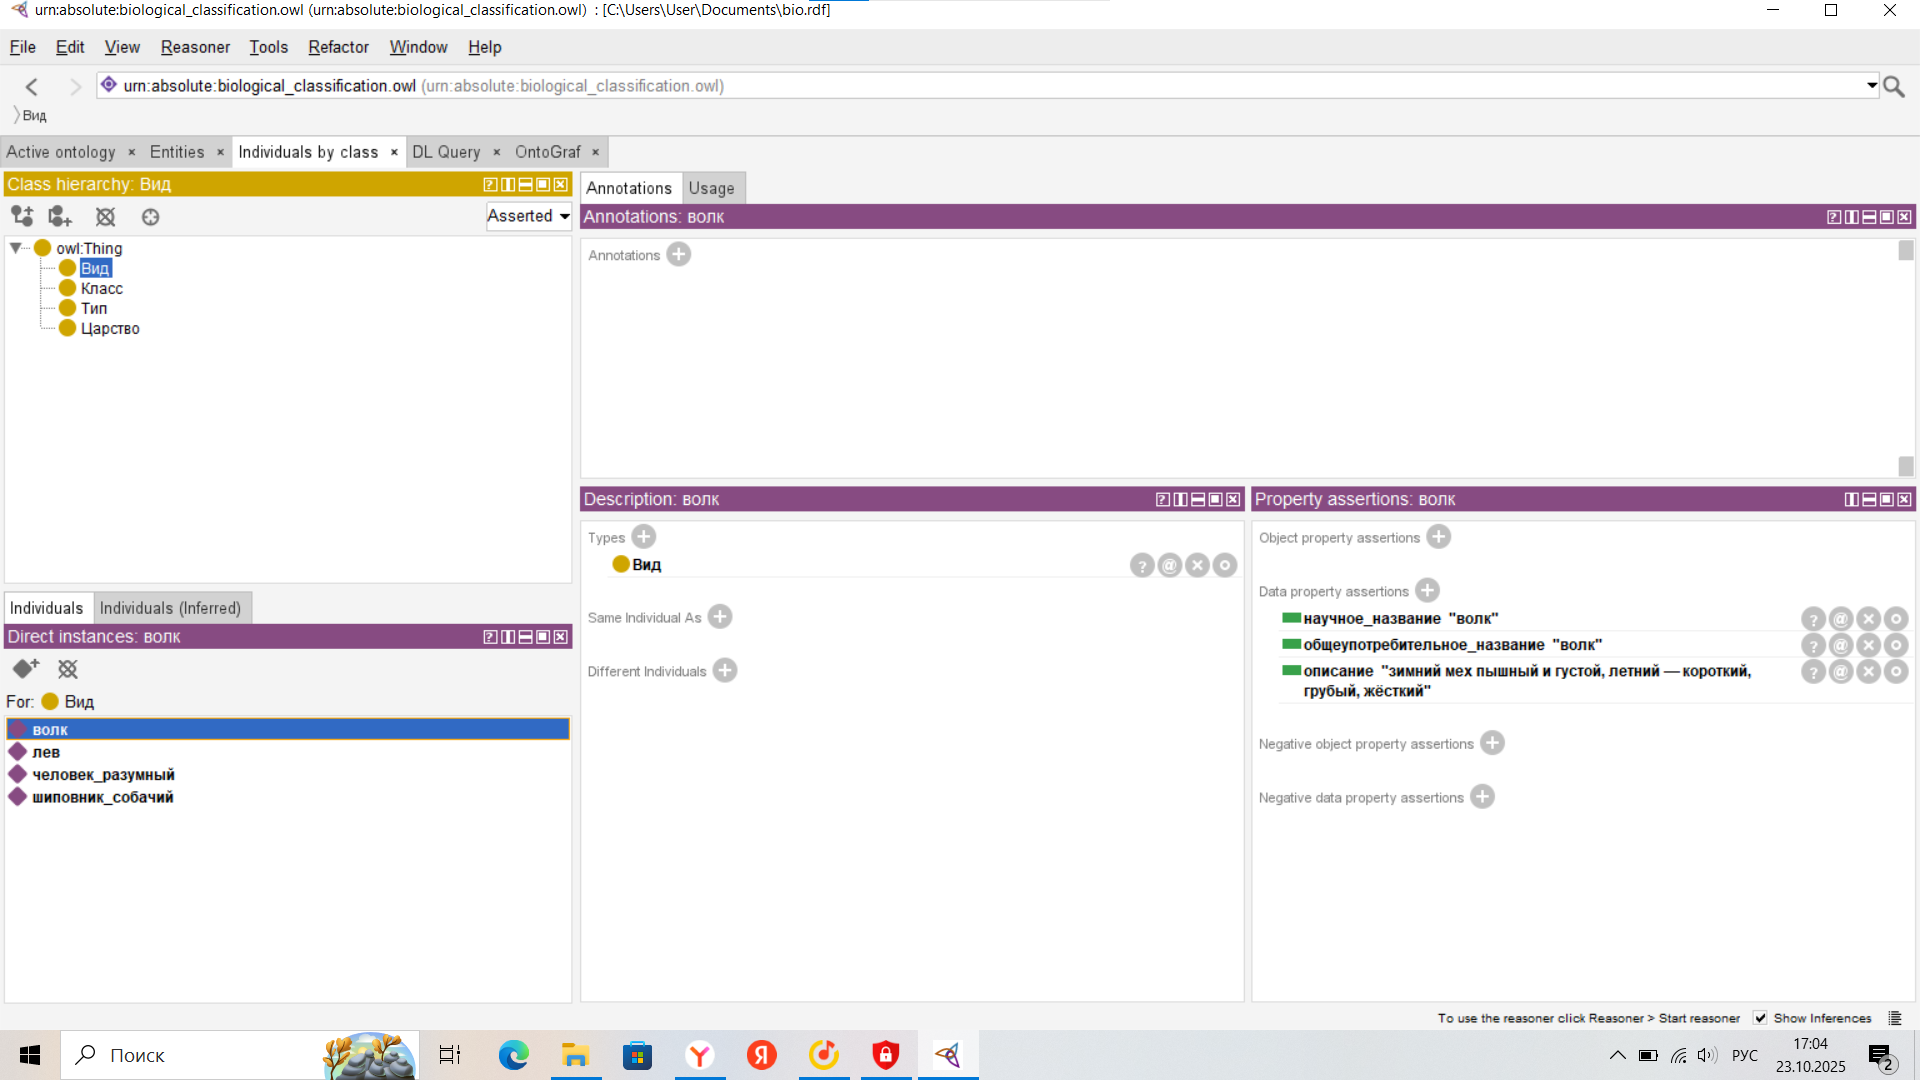 urn:absolute:biological_classification.owl (urn:absolute:biological_classification.owl)  : [C:\Users\User\Documents\bio.rdf]
File Edit View Reasoner Tools Refactor Window Help
urn:absolute:biological_classification.owl (urn:absolute:biological_classification.owl)
Вид
Active ontology × Entities × Individuals by class × DL Query × OntoGraf ×
Class hierarchy: Вид
Asserted
owl:Thing
Вид
Класс
Тип
Царство
Annotations Usage
Annotations: волк
Annotations
Individuals Individuals (Inferred)
Direct instances: волк
For: Вид
волк
лев
человек_разумный
шиповник_собачий
Description: волк
Types
Вид
Same Individual As
Different Individuals
Property assertions: волк
Object property assertions
Data property assertions
научное_название "волк"
общеупотребительное_название "волк"
описание "зимний мех пышный и густой, летний — короткий,
грубый, жёсткий"
Negative object property assertions
Negative data property assertions
To use the reasoner click Reasoner > Start reasoner Show Inferences
Поиск
РУС
17:04
23.10.2025
2